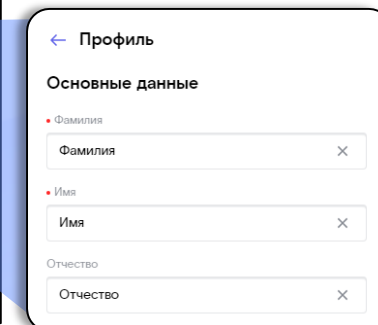 Профиль
Основные данные
Фамилия
Фамилия
Имя
Имя
Отчество
Отчество